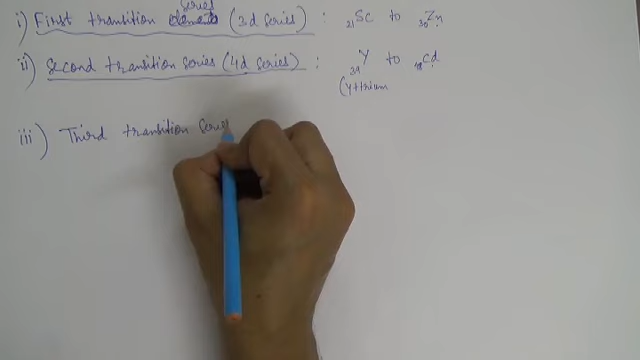 series
i) First transition elements (3d series) : 21Sc to 30Zn
ii) Second transition series (4d series) : 39Y to 48Cd
(Yttrium
iii) Third transition series